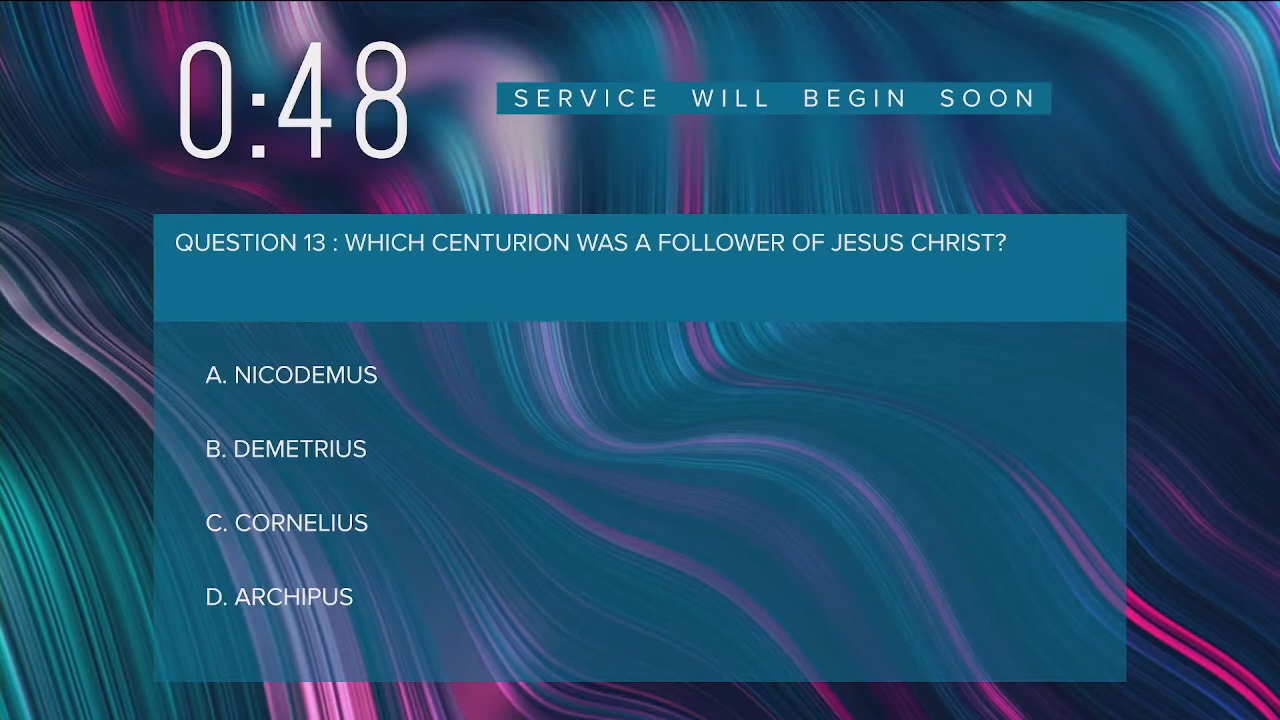 0:48
SERVICE WILL BEGIN SOON
QUESTION 13 : WHICH CENTURION WAS A FOLLOWER OF JESUS CHRIST?
A. NICODEMUS
B. DEMETRIUS
C. CORNELIUS
D. ARCHIPUS